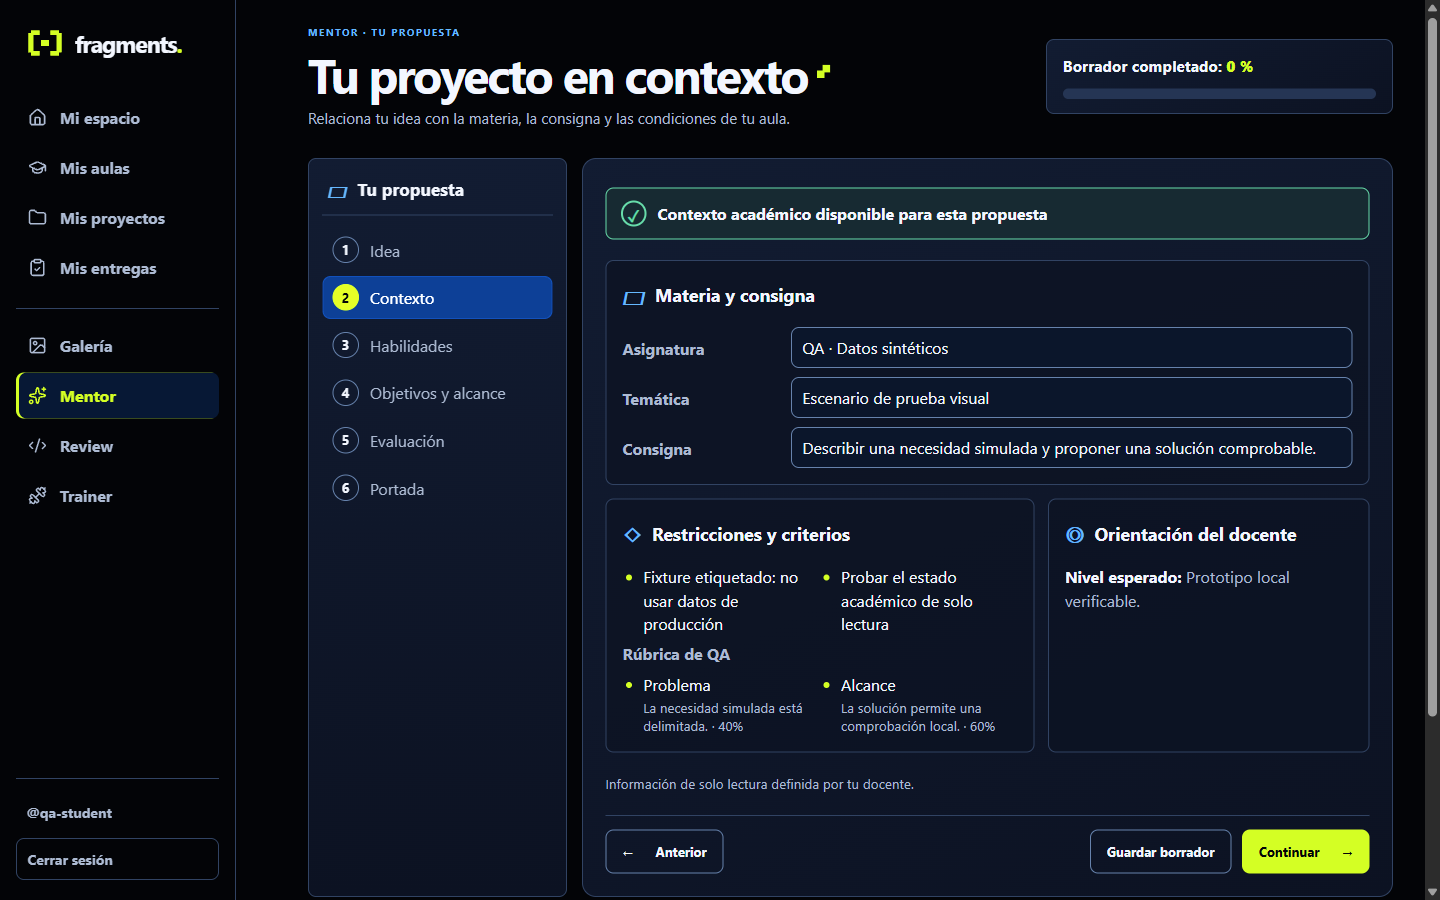 fragments.
Mi espacio
Mis aulas
Mis proyectos
Mis entregas
Galería
Mentor
Review
Trainer
@qa-student
Cerrar sesión
MENTOR · TU PROPUESTA
Tu proyecto en contexto
Relaciona tu idea con la materia, la consigna y las condiciones de tu aula.
Borrador completado: 0 %
Tu propuesta
1 Idea
2 Contexto
3 Habilidades
4 Objetivos y alcance
5 Evaluación
6 Portada
Contexto académico disponible para esta propuesta
Materia y consigna
Asignatura
QA · Datos sintéticos
Temática
Escenario de prueba visual
Consigna
Describir una necesidad simulada y proponer una solución comprobable.
Restricciones y criterios
Fixture etiquetado: no
usar datos de
producción
Probar el estado
académico de solo
lectura
Rúbrica de QA
Problema
La necesidad simulada está
delimitada. · 40%
Alcance
La solución permite una
comprobación local. · 60%
Orientación del docente
Nivel esperado: Prototipo local
verificable.
Información de solo lectura definida por tu docente.
← Anterior
Guardar borrador
Continuar →